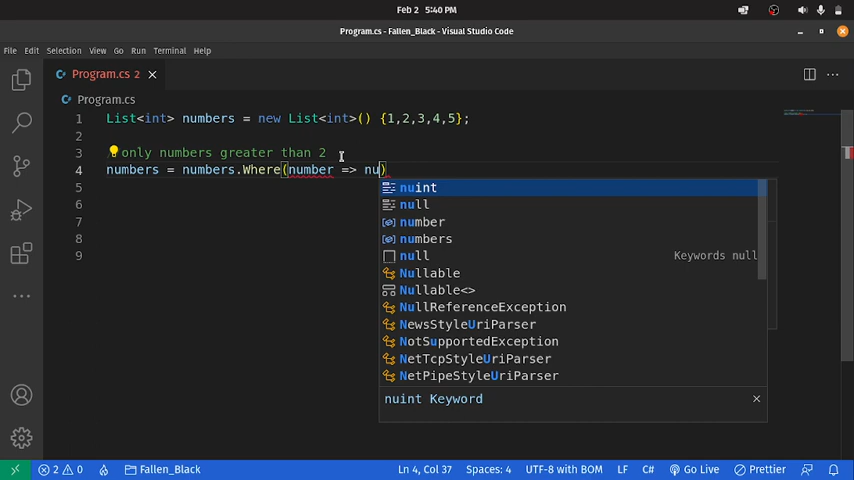 Feb 2 5:40 PM
Program.cs - Fallen_Black - Visual Studio Code
File Edit Selection View Go Run Terminal Help
Program.cs 2
Program.cs
1 List<int> numbers = new List<int>() {1,2,3,4,5};
2
3 only numbers greater than 2
4 numbers = numbers.Where(number => nu)
5 nuint
6 null
7 number
8 numbers
9 null Keywords null
Nullable
Nullable<>
NullReferenceException
NewsStyleUriParser
NotSupportedException
NetTcpStyleUriParser
NetPipeStyleUriParser
nuint Keyword
2 0 Fallen_Black Ln 4, Col 37 Spaces: 4 UTF-8 with BOM LF C# Go Live Prettier